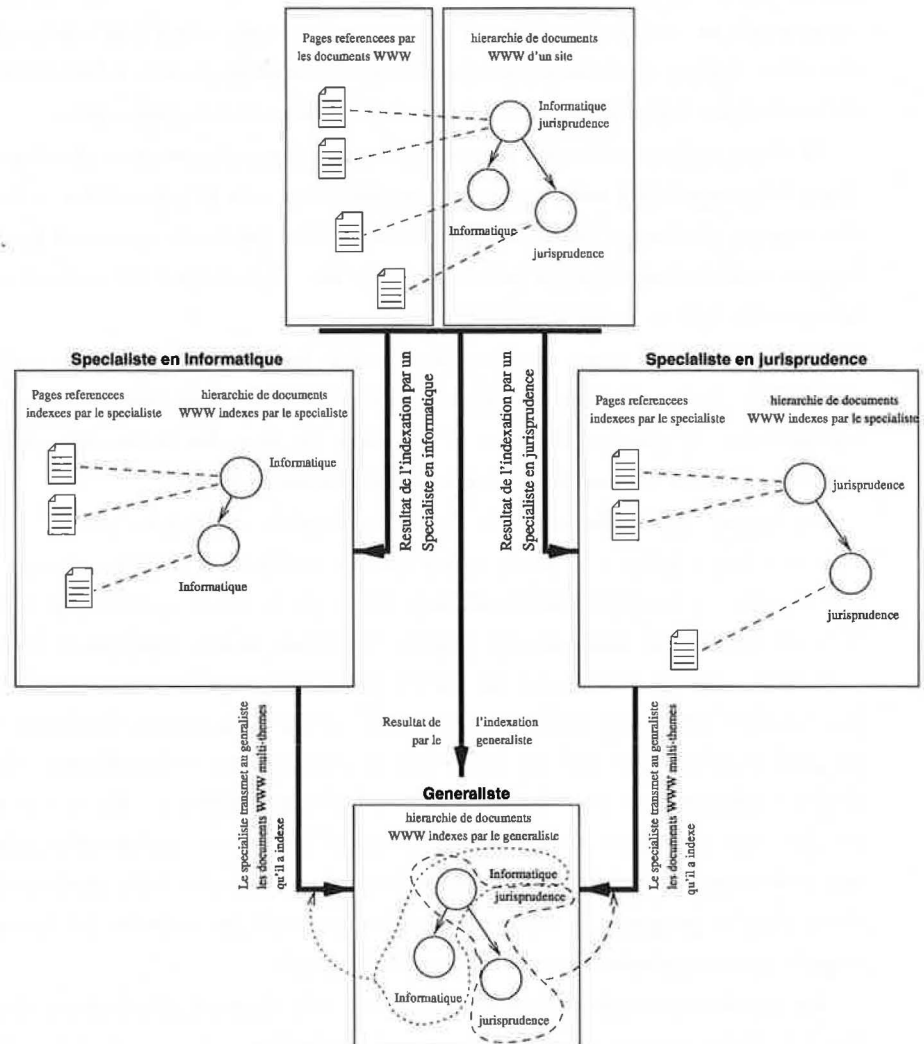 Pages referencees par
les documents WWW
hierarchie de documents
WWW d'un site
Informatique
jurisprudence
Informatique
jurisprudence
Specialiste en Informatique
Pages referencees
indexees par le specialiste
hierarchie de documents
WWW indexes par le specialiste
Informatique
Informatique
Resultat de l'indexation par un
Specialiste en informatique
Resultat de l'indexation par un
Specialiste en jurisprudence
Specialiste en jurisprudence
Pages referencees
indexees par le specialiste
hierarchie de documents
WWW indexes par le specialiste
jurisprudence
jurisprudence
Le specialiste transmet au genraliste
les documents WWW multi-themes
qu'il a indexe
Resultat de l'indexation
par le generaliste
Le specialiste transmet au genraliste
les documents WWW multi-themes
qu'il a indexe
Generaliste
hierarchie de documents
WWW indexes par le generaliste
Informatique
jurisprudence
Informatique
jurisprudence